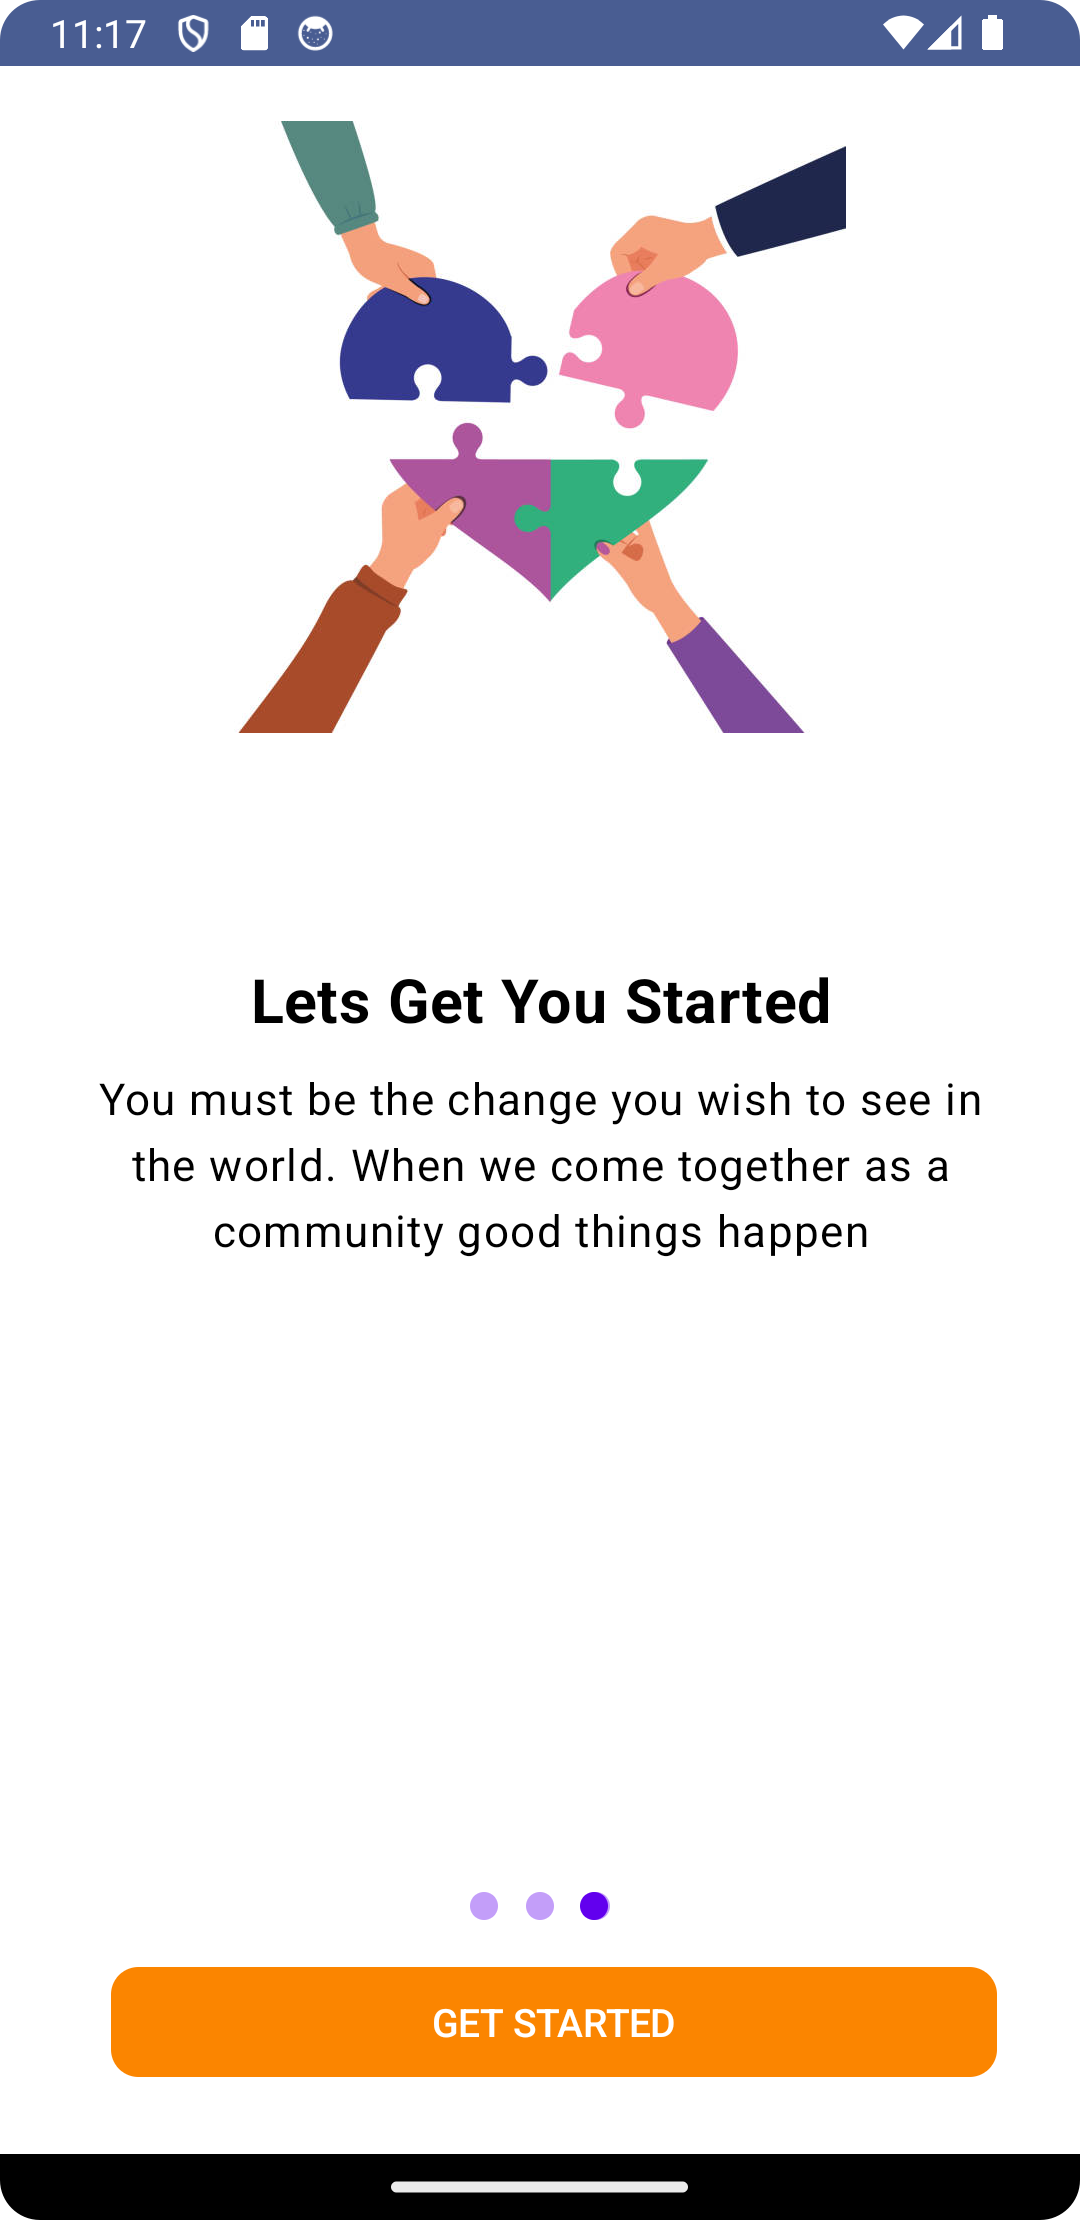 11:17
Lets Get You Started
You must be the change you wish to see in
the world. When we come together as a
community good things happen
GET STARTED